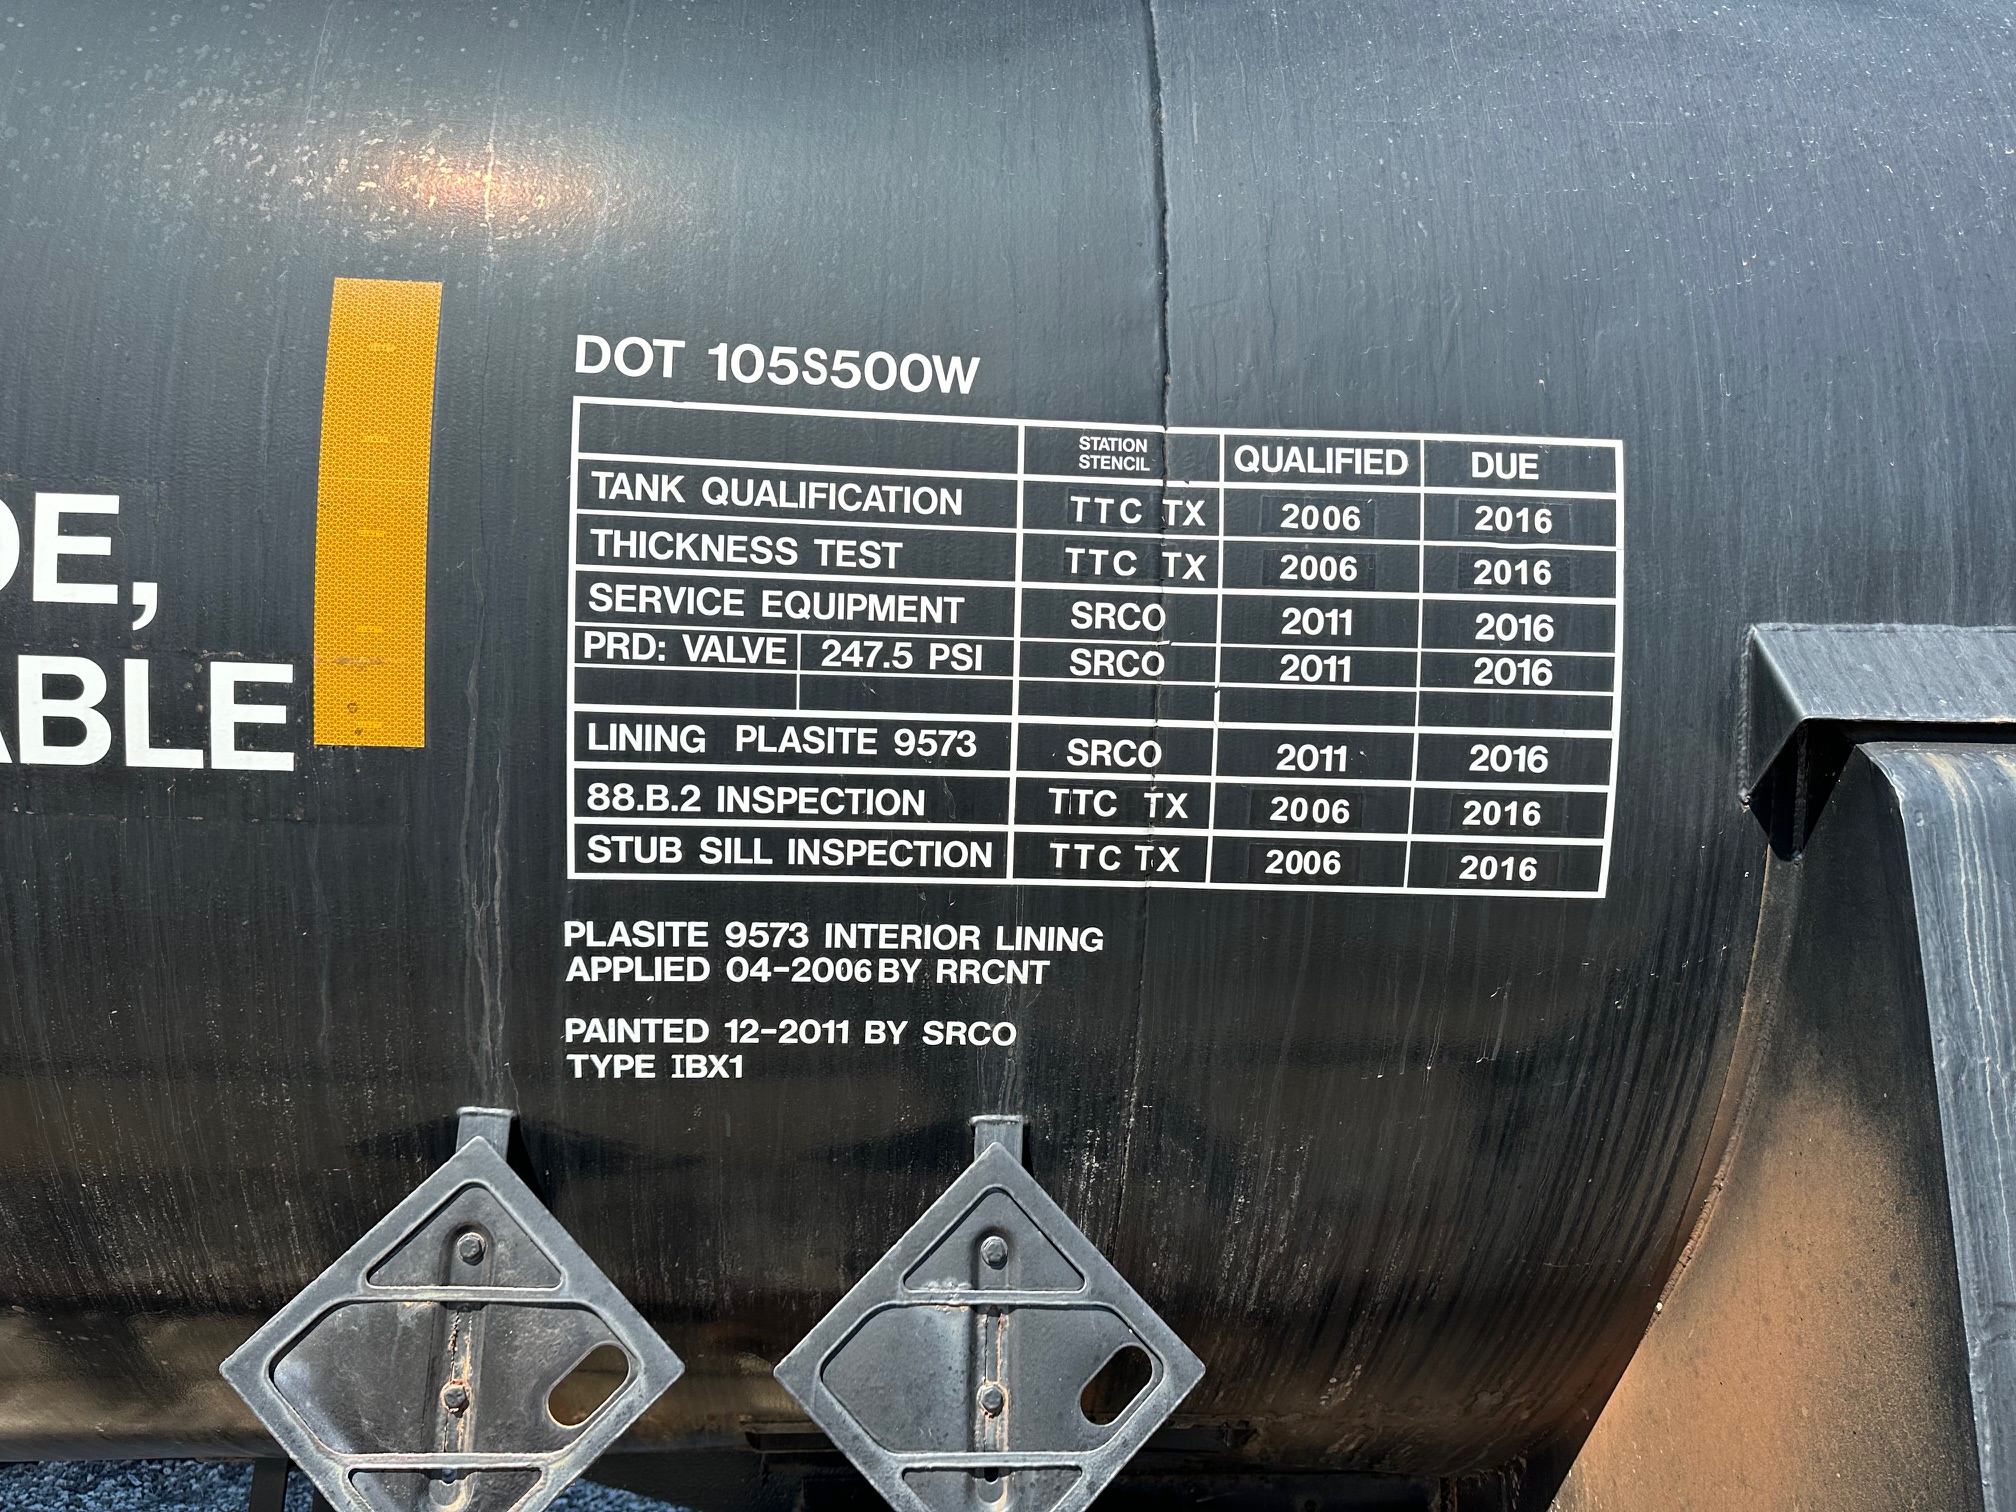 DE,
ABLE
DOT 105S500W
STATION STENCIL QUALIFIED DUE
TANK QUALIFICATION TTC TX 2006 2016
THICKNESS TEST TTC TX 2006 2016
SERVICE EQUIPMENT SRCO 2011 2016
PRD: VALVE 247.5 PSI SRCO 2011 2016
LINING PLASITE 9573 SRCO 2011 2016
88.B.2 INSPECTION TTC TX 2006 2016
STUB SILL INSPECTION TTC TX 2006 2016
PLASITE 9573 INTERIOR LINING
APPLIED 04-2006 BY RRCNT
PAINTED 12-2011 BY SRCO
TYPE IBX1